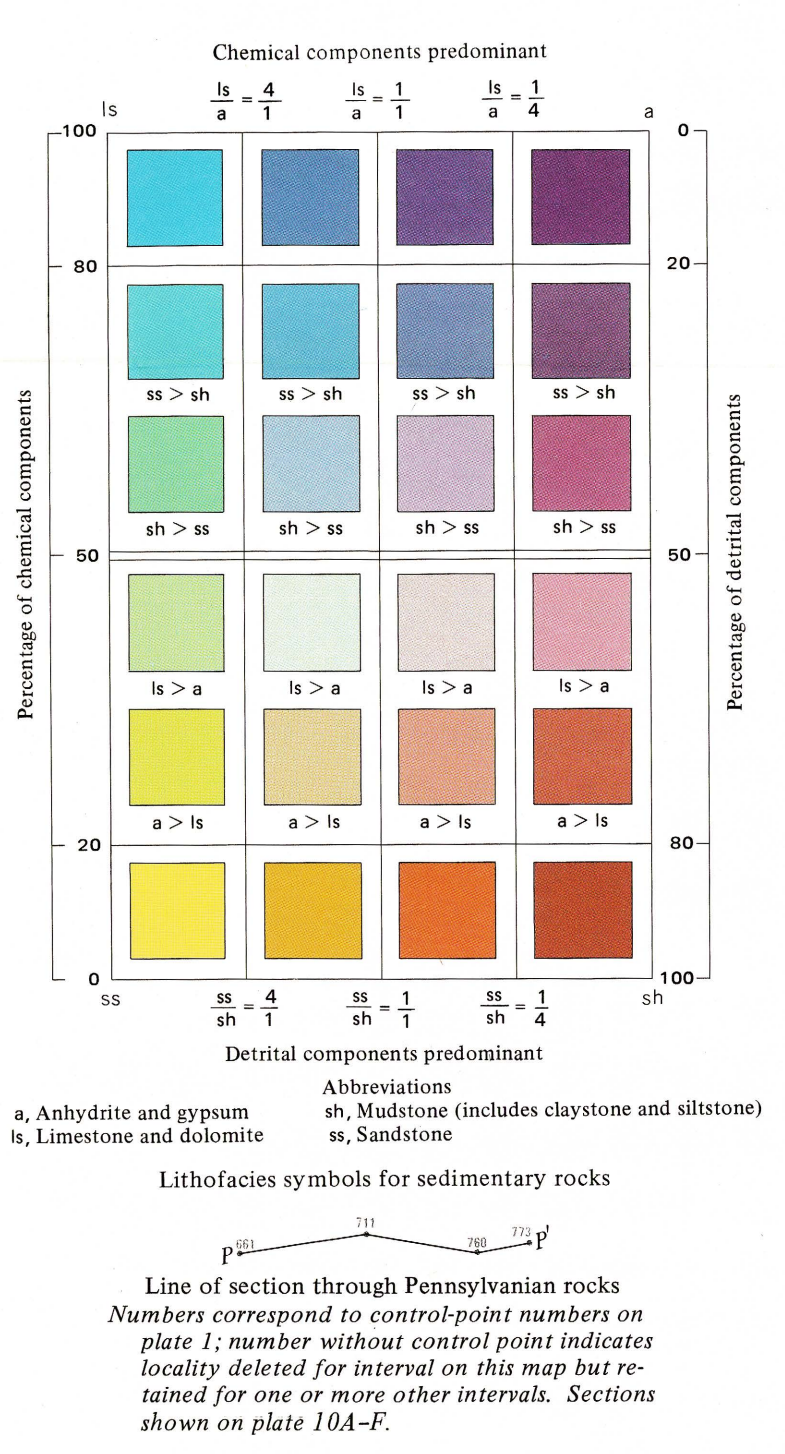 Chemical components predominant
ls ls/a = 4/1 ls/a = 1/1 ls/a = 1/4 a
100 0
80 20
ss > sh ss > sh ss > sh ss > sh
sh > ss sh > ss sh > ss sh > ss
50 50
ls > a ls > a ls > a ls > a
a > ls a > ls a > ls a > ls
20 80
0 100
Percentage of chemical components
Percentage of detrital components
ss ss/sh = 4/1 ss/sh = 1/1 ss/sh = 1/4 sh
Detrital components predominant
Abbreviations
a, Anhydrite and gypsum sh, Mudstone (includes claystone and siltstone)
ls, Limestone and dolomite ss, Sandstone
Lithofacies symbols for sedimentary rocks
P 661 711 760 773 P'
Line of section through Pennsylvanian rocks
Numbers correspond to control-point numbers on
plate 1; number without control point indicates
locality deleted for interval on this map but re-
tained for one or more other intervals. Sections
shown on plate 10A-F.